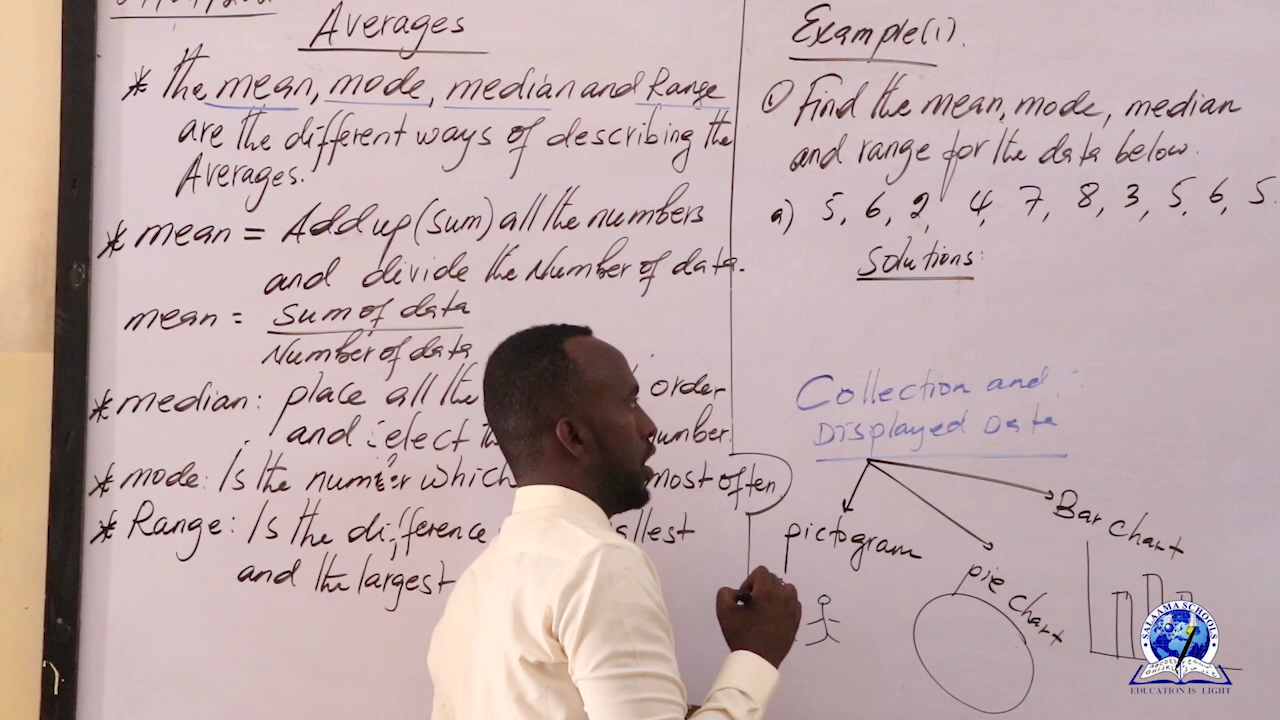 Averages
* The mean, mode, median and Range
are the different ways of describing the
Averages.
* mean = Add up (sum) all the numbers
and divide the Number of data.
mean = Sum of data
Number of data
* median: place all the order
and select number.
* mode: Is the number which most often
* Range: Is the difference
and the largest
Example(1).
① Find the mean, mode, median
and range for the data below.
a) 5, 6, 2, 4, 7, 8, 3, 5, 6, 5.
Solutions:
Collection and
Displayed Data
pictogram
pie chart
Bar chart
SALAAMA SCHOOLS
EDUCATION IS LIGHT